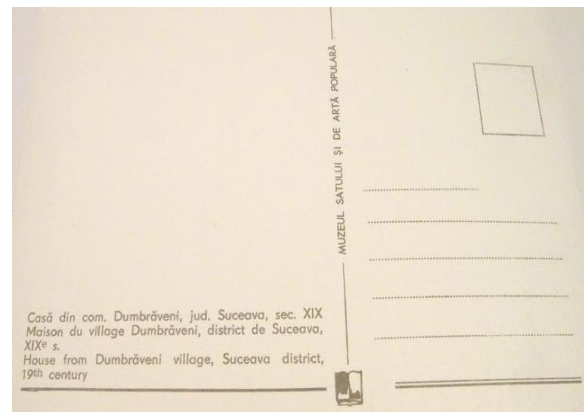 Casă din com. Dumbrăveni, jud. Suceava, sec. XIX
Maison du village Dumbrăveni, district de Suceava,
XIXe s.
House from Dumbrăveni village, Suceava district,
19th century
MUZEUL SATULUI ȘI DE ARTĂ POPULARĂ